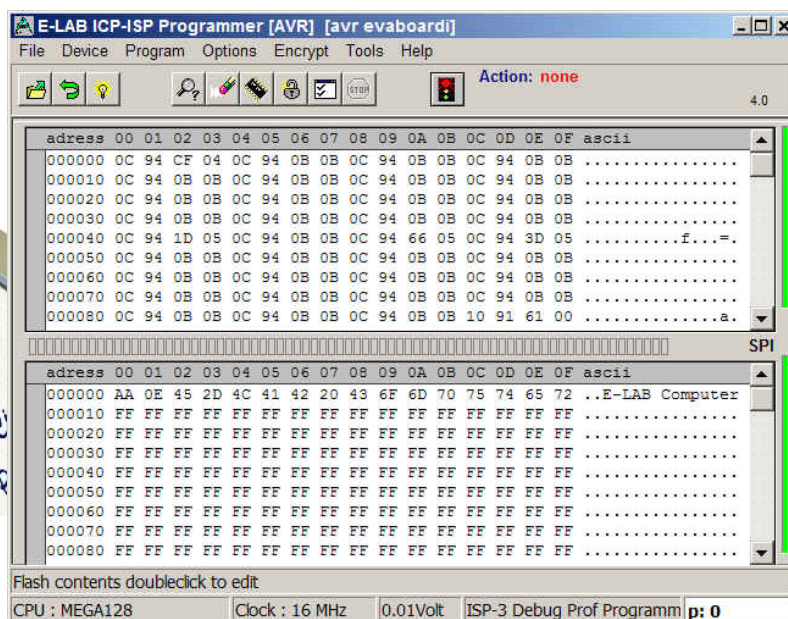 E-LAB ICP-ISP Programmer [AVR] [avr evaboardi]
File Device Program Options Encrypt Tools Help
STOP
Action: none
4.0
adress 00 01 02 03 04 05 06 07 08 09 0A 0B 0C 0D 0E 0F ascii
000000 0C 94 CF 04 0C 94 0B 0B 0C 94 0B 0B 0C 94 0B 0B ................
000010 0C 94 0B 0B 0C 94 0B 0B 0C 94 0B 0B 0C 94 0B 0B ................
000020 0C 94 0B 0B 0C 94 0B 0B 0C 94 0B 0B 0C 94 0B 0B ................
000030 0C 94 0B 0B 0C 94 0B 0B 0C 94 0B 0B 0C 94 0B 0B ................
000040 0C 94 1D 05 0C 94 0B 0B 0C 94 66 05 0C 94 3D 05 ..........f...=.
000050 0C 94 0B 0B 0C 94 0B 0B 0C 94 0B 0B 0C 94 0B 0B ................
000060 0C 94 0B 0B 0C 94 0B 0B 0C 94 0B 0B 0C 94 0B 0B ................
000070 0C 94 0B 0B 0C 94 0B 0B 0C 94 0B 0B 0C 94 0B 0B ................
000080 0C 94 0B 0B 0C 94 0B 0B 0C 94 0B 0B 10 91 61 00 ..............a.
SPI
adress 00 01 02 03 04 05 06 07 08 09 0A 0B 0C 0D 0E 0F ascii
000000 AA 0E 45 2D 4C 41 42 20 43 6F 6D 70 75 74 65 72 ..E-LAB Computer
000010 FF FF FF FF FF FF FF FF FF FF FF FF FF FF FF FF ................
000020 FF FF FF FF FF FF FF FF FF FF FF FF FF FF FF FF ................
000030 FF FF FF FF FF FF FF FF FF FF FF FF FF FF FF FF ................
000040 FF FF FF FF FF FF FF FF FF FF FF FF FF FF FF FF ................
000050 FF FF FF FF FF FF FF FF FF FF FF FF FF FF FF FF ................
000060 FF FF FF FF FF FF FF FF FF FF FF FF FF FF FF FF ................
000070 FF FF FF FF FF FF FF FF FF FF FF FF FF FF FF FF ................
000080 FF FF FF FF FF FF FF FF FF FF FF FF FF FF FF FF ................
Flash contents doubleclick to edit
CPU : MEGA128 Clock : 16 MHz 0.01Volt ISP-3 Debug Prof Programm p: 0